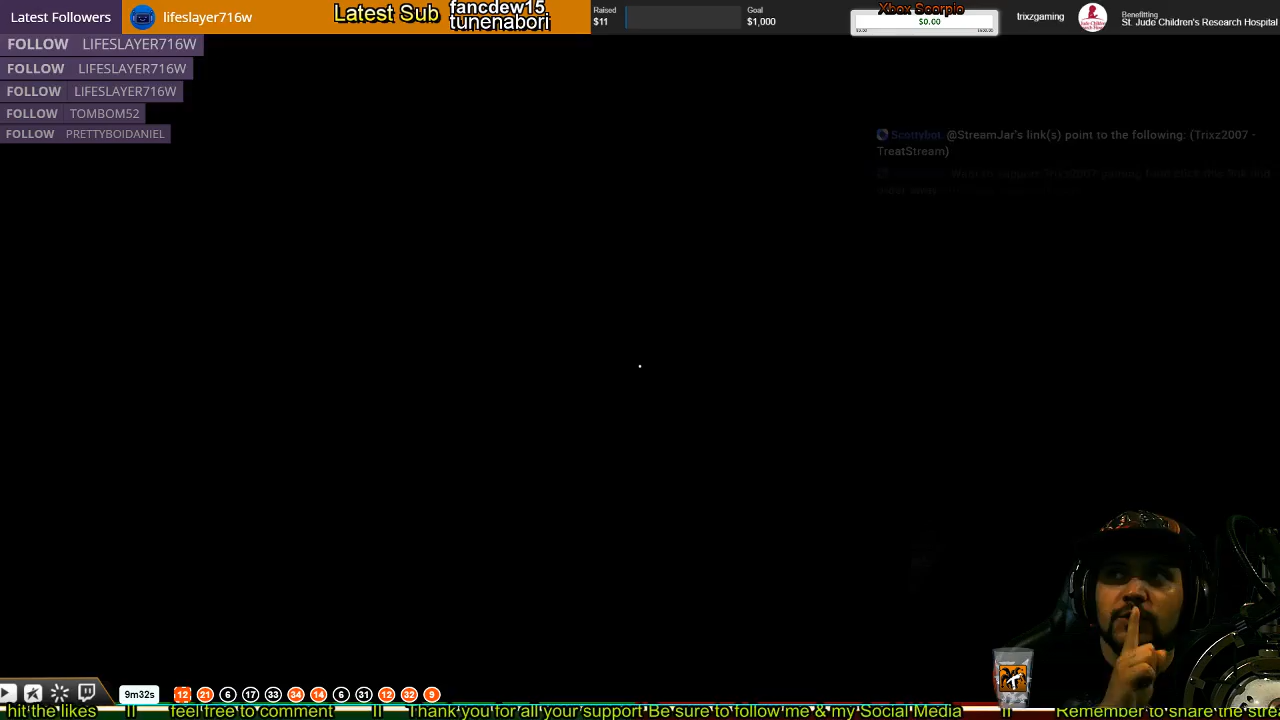 Latest Followers
lifeslayer716w
Latest Sub
fancdew15
tunenabori
Raised
$11
Goal
$1,000
Xbox Scorpio
$0.00
trixzgaming
Benefitting
St. Jude Children's Research Hospital
FOLLOW LIFESLAYER716W
FOLLOW LIFESLAYER716W
FOLLOW LIFESLAYER716W
FOLLOW TOMBOM52
FOLLOW PRETTYBOIDANIEL
Scottybot @StreamJar's link(s) point to the following: (Trixz2007 -
TreatStream)
9m32s
12 21 6 17 33 34 14 6 31 12 32 9
hit the likes || feel free to comment || Thank you for all your support Be sure to follow me & my Social Media || Remember to share the stre